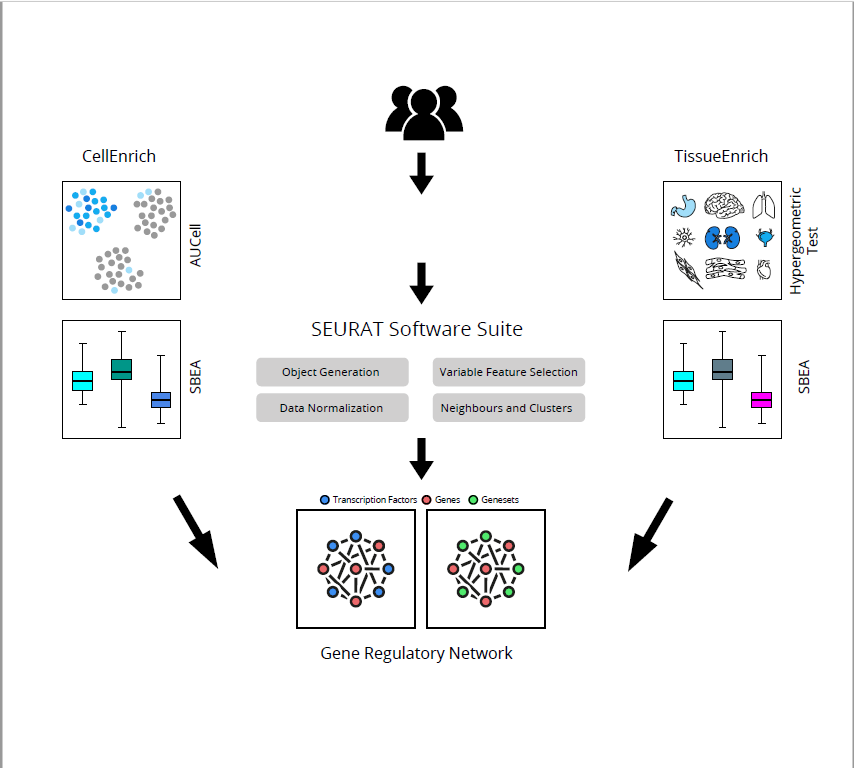 CellEnrich
TissueEnrich
AUCell
Hypergeometric
Test
SEURAT Software Suite
Object Generation
Variable Feature Selection
Data Normalization
Neighbours and Clusters
SBEA
SBEA
Transcription Factors
Genes
Genesets
Gene Regulatory Network